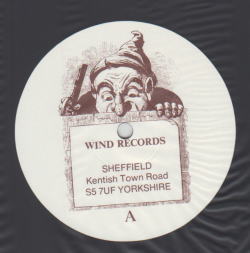 WIND RECORDS
SHEFFIELD
Kentish Town Road
S5 7UF YORKSHIRE
A